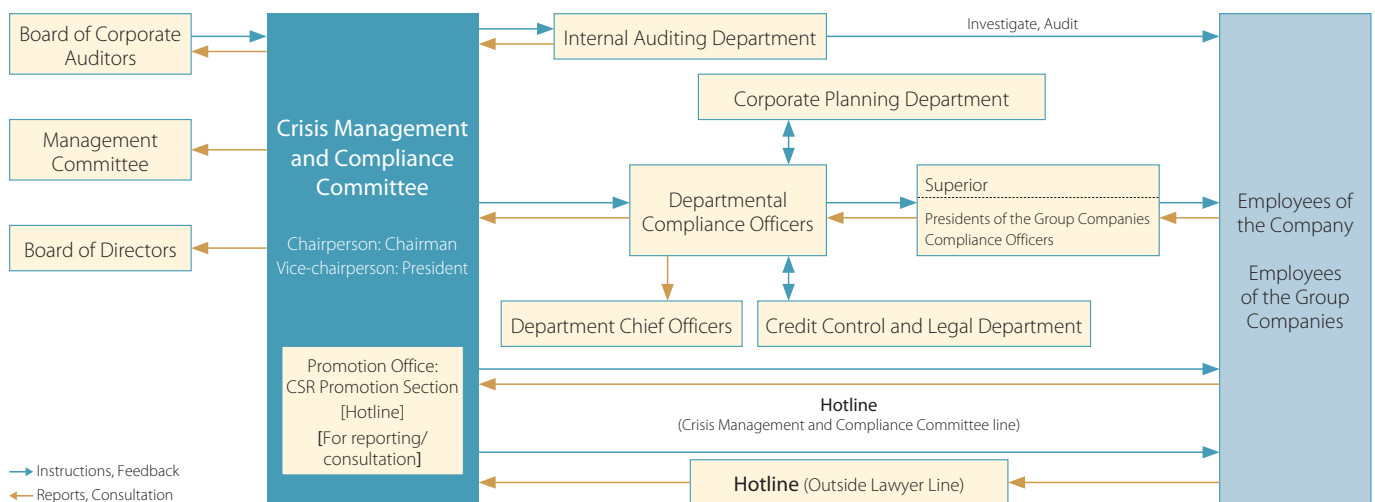 Board of Corporate
Auditors
Management
Committee
Board of Directors
Crisis Management
and Compliance
Committee
Chairperson: Chairman
Vice-chairperson: President
Promotion Office:
CSR Promotion Section
[Hotline]
[For reporting/
consultation]
Internal Auditing Department
Investigate, Audit
Corporate Planning Department
Departmental
Compliance Officers
Superior
Presidents of the Group Companies
Compliance Officers
Department Chief Officers
Credit Control and Legal Department
Hotline
(Crisis Management and Compliance Committee line)
Hotline (Outside Lawyer Line)
Employees of
the Company
Employees
of the Group
Companies
Instructions, Feedback
Reports, Consultation